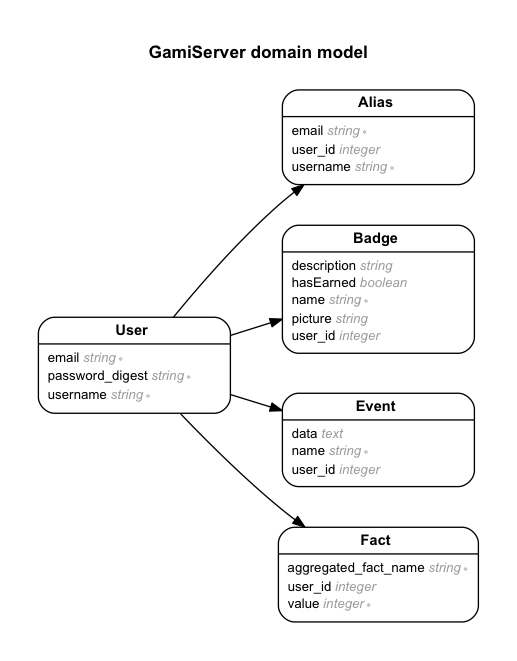 GamiServer domain model
Alias
email string *
user_id integer
username string *
Badge
description string
hasEarned boolean
name string *
picture string
user_id integer
User
email string *
password_digest string *
username string *
Event
data text
name string *
user_id integer
Fact
aggregated_fact_name string *
user_id integer
value integer *